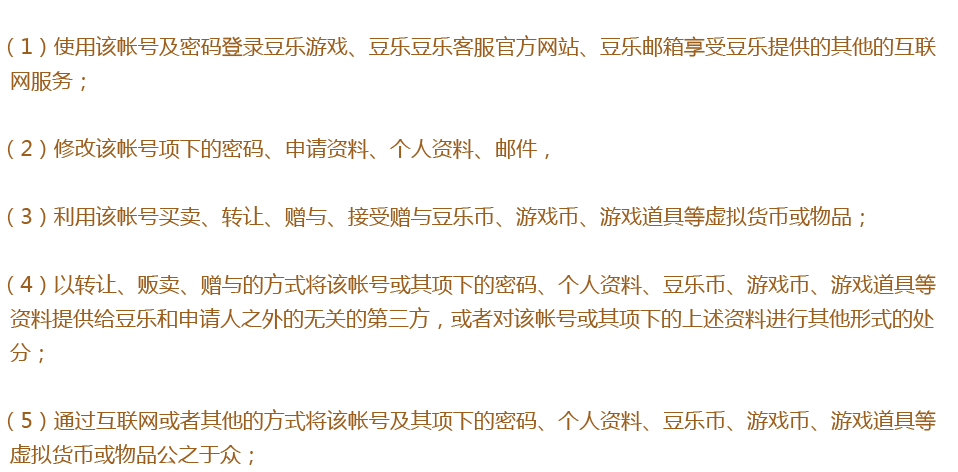 （1）使用该帐号及密码登录豆乐游戏、豆乐豆乐客服官方网站、豆乐邮箱享受豆乐提供的其他的互联
网服务；
（2）修改该帐号项下的密码、申请资料、个人资料、邮件，
（3）利用该帐号买卖、转让、赠与、接受赠与豆乐币、游戏币、游戏道具等虚拟货币或物品；
（4）以转让、贩卖、赠与的方式将该帐号或其项下的密码、个人资料、豆乐币、游戏币、游戏道具等
资料提供给豆乐和申请人之外的无关的第三方，或者对该帐号或其项下的上述资料进行其他形式的处
分；
（5）通过互联网或者其他的方式将该帐号及其项下的密码、个人资料、豆乐币、游戏币、游戏道具等
虚拟货币或物品公之于众；